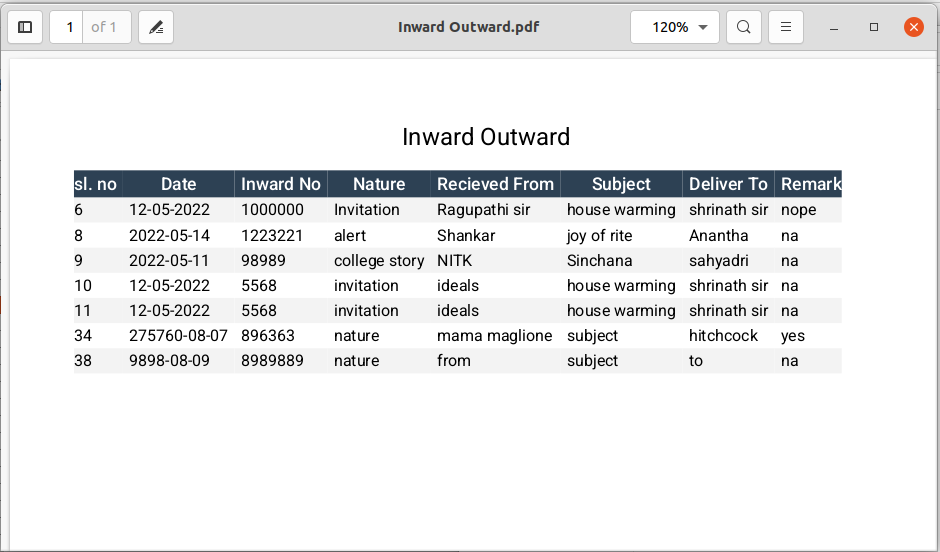 1 of 1 Inward Outward.pdf 120%
Inward Outward
sl. no Date Inward No Nature Recieved From Subject Deliver To Remark
6 12-05-2022 1000000 Invitation Ragupathi sir house warming shrinath sir nope
8 2022-05-14 1223221 alert Shankar joy of rite Anantha na
9 2022-05-11 98989 college story NITK Sinchana sahyadri na
10 12-05-2022 5568 invitation ideals house warming shrinath sir na
11 12-05-2022 5568 invitation ideals house warming shrinath sir na
34 275760-08-07 896363 nature mama maglione subject hitchcock yes
38 9898-08-09 8989889 nature from subject to na